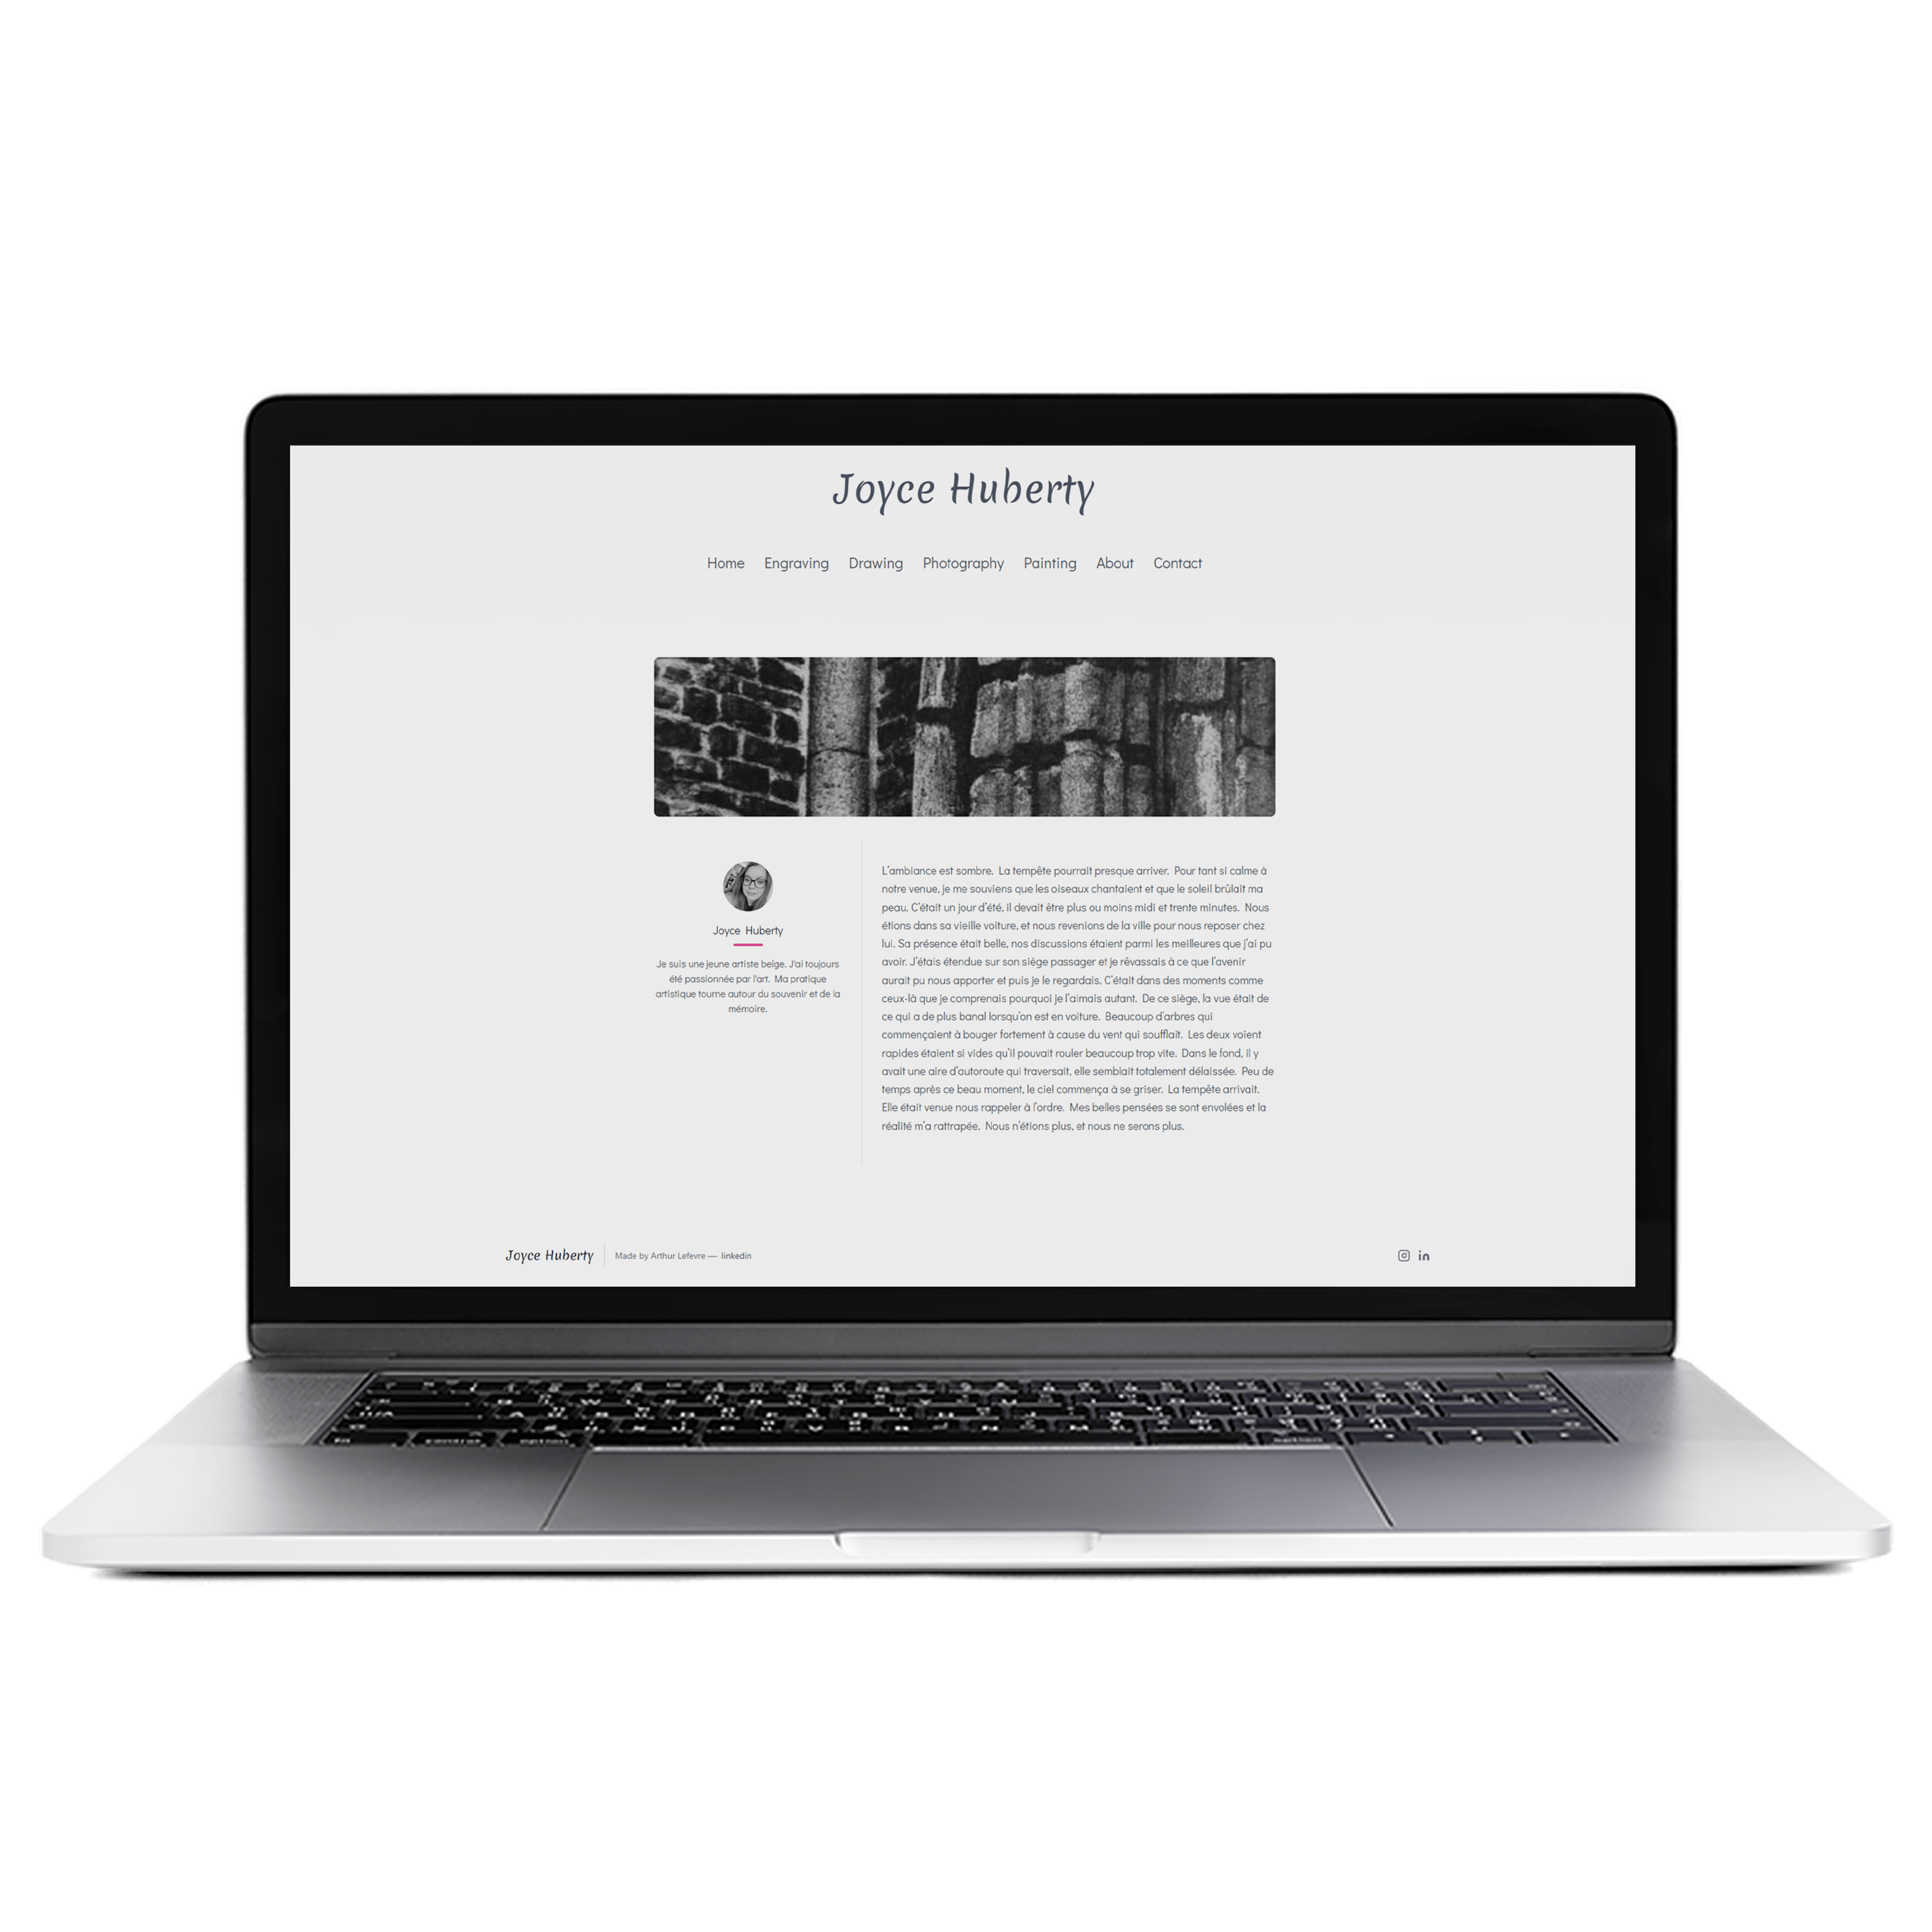 Joyce Huberty
Home Engraving Drawing Photography Painting About Contact
Joyce Huberty
Je suis une jeune artiste belge. J'ai toujours
été passionnée par l'art. Ma pratique
artistique tourne autour du souvenir et de la
mémoire.
L'ambiance est sombre. La tempête pourrait presque arriver. Pour tant si calme à
notre venue, je me souviens que les oiseaux chantaient et que le soleil brûlait ma
peau. C'était un jour d'été, il devait être plus ou moins midi et trente minutes. Nous
étions dans sa vieille voiture, et nous revenions de la ville pour nous reposer chez
lui. Sa présence était belle, nos discussions étaient parmi les meilleures que j'ai pu
avoir. J'étais étendue sur son siège passager et je rêvassais à ce que l'avenir
aurait pu nous apporter et puis je le regardais. C'était dans des moments comme
ceux-là que je comprenais pourquoi je l'aimais autant. De ce siège, la vue était de
ce qui a de plus banal lorsqu'on est en voiture. Beaucoup d'arbres qui
commençaient à bouger fortement à cause du vent qui soufflait. Les deux voient
rapides étaient si vides qu'il pouvait rouler beaucoup trop vite. Dans le fond, il y
avait une aire d'autoroute qui traversait, elle semblait totalement délaissée. Peu de
temps après ce beau moment, le ciel commença à se griser. La tempête arrivait.
Elle était venue nous rappeler à l'ordre. Mes belles pensées se sont envolées et la
réalité m'a rattrapée. Nous n'étions plus, et nous ne serons plus.
Joyce Huberty
Made by Arthur Lefevre — linkedin
in
control option